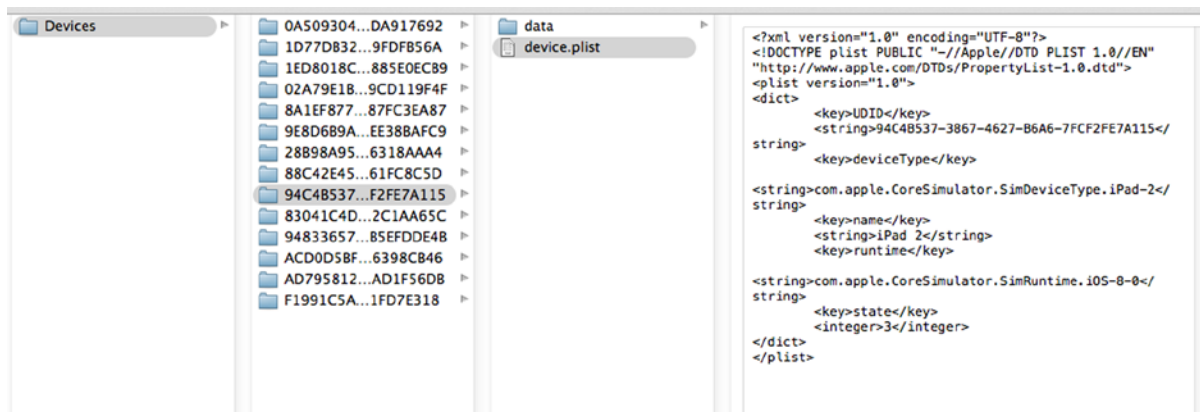 Devices
0A509304...DA917692
1D77DB32...9FDFB56A
1ED8018C...885E0ECB9
02A79E1B...9CD119F4F
8A1EF877...87FC3EA87
9E8D6B9A...EE38BAFC9
28B98A95...6318AAA4
88C42E45...61FC8C5D
94C4B537...F2FE7A115
83041C4D...2C1AA65C
94833657...B5EFDDE4B
ACD0D5BF...6398CB46
AD795812...AD1F56DB
F1991C5A...1FD7E318
data
device.plist
<?xml version="1.0" encoding="UTF-8"?>
<!DOCTYPE plist PUBLIC "-//Apple//DTD PLIST 1.0//EN"
"http://www.apple.com/DTDs/PropertyList-1.0.dtd">
<plist version="1.0">
<dict>
<key>UDID</key>
<string>94C4B537-3867-4627-B6A6-7FCF2FE7A115</
string>
<key>deviceType</key>
<string>com.apple.CoreSimulator.SimDeviceType.iPad-2</
string>
<key>name</key>
<string>iPad 2</string>
<key>runtime</key>
<string>com.apple.CoreSimulator.SimRuntime.iOS-8-0</
string>
<key>state</key>
<integer>3</integer>
</dict>
</plist>